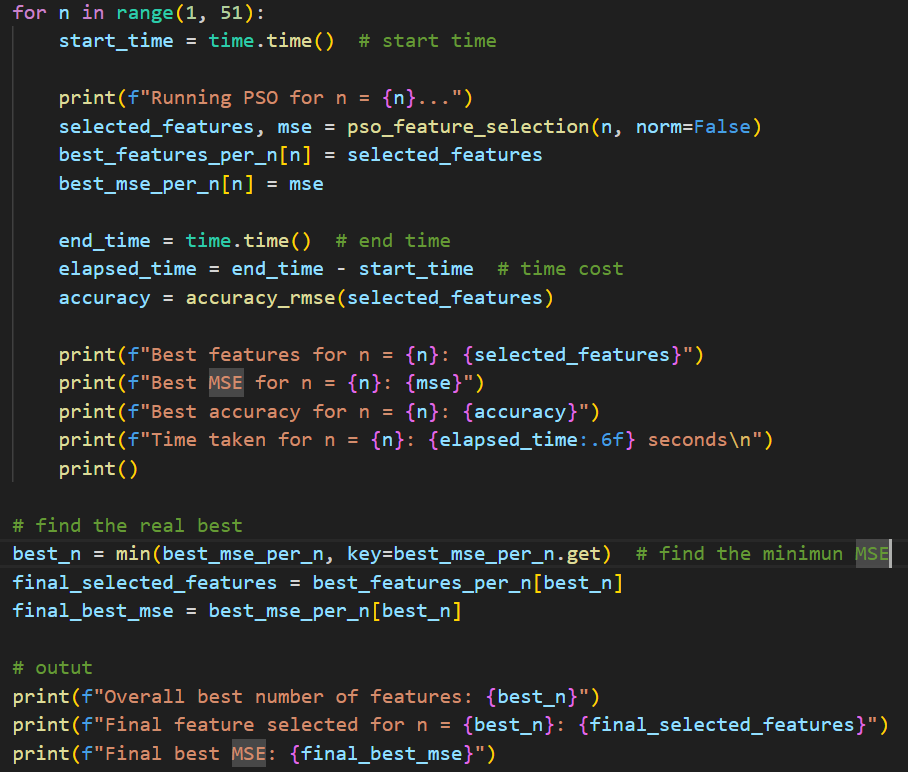 for n in range(1, 51):
    start_time = time.time()  # start time

    print(f"Running PSO for n = {n}...")
    selected_features, mse = pso_feature_selection(n, norm=False)
    best_features_per_n[n] = selected_features
    best_mse_per_n[n] = mse

    end_time = time.time()  # end time
    elapsed_time = end_time - start_time  # time cost
    accuracy = accuracy_rmse(selected_features)

    print(f"Best features for n = {n}: {selected_features}")
    print(f"Best MSE for n = {n}: {mse}")
    print(f"Best accuracy for n = {n}: {accuracy}")
    print(f"Time taken for n = {n}: {elapsed_time:.6f} seconds\n")
    print()

# find the real best
best_n = min(best_mse_per_n, key=best_mse_per_n.get)  # find the minimun MSE
final_selected_features = best_features_per_n[best_n]
final_best_mse = best_mse_per_n[best_n]

# outut
print(f"Overall best number of features: {best_n}")
print(f"Final feature selected for n = {best_n}: {final_selected_features}")
print(f"Final best MSE: {final_best_mse}")